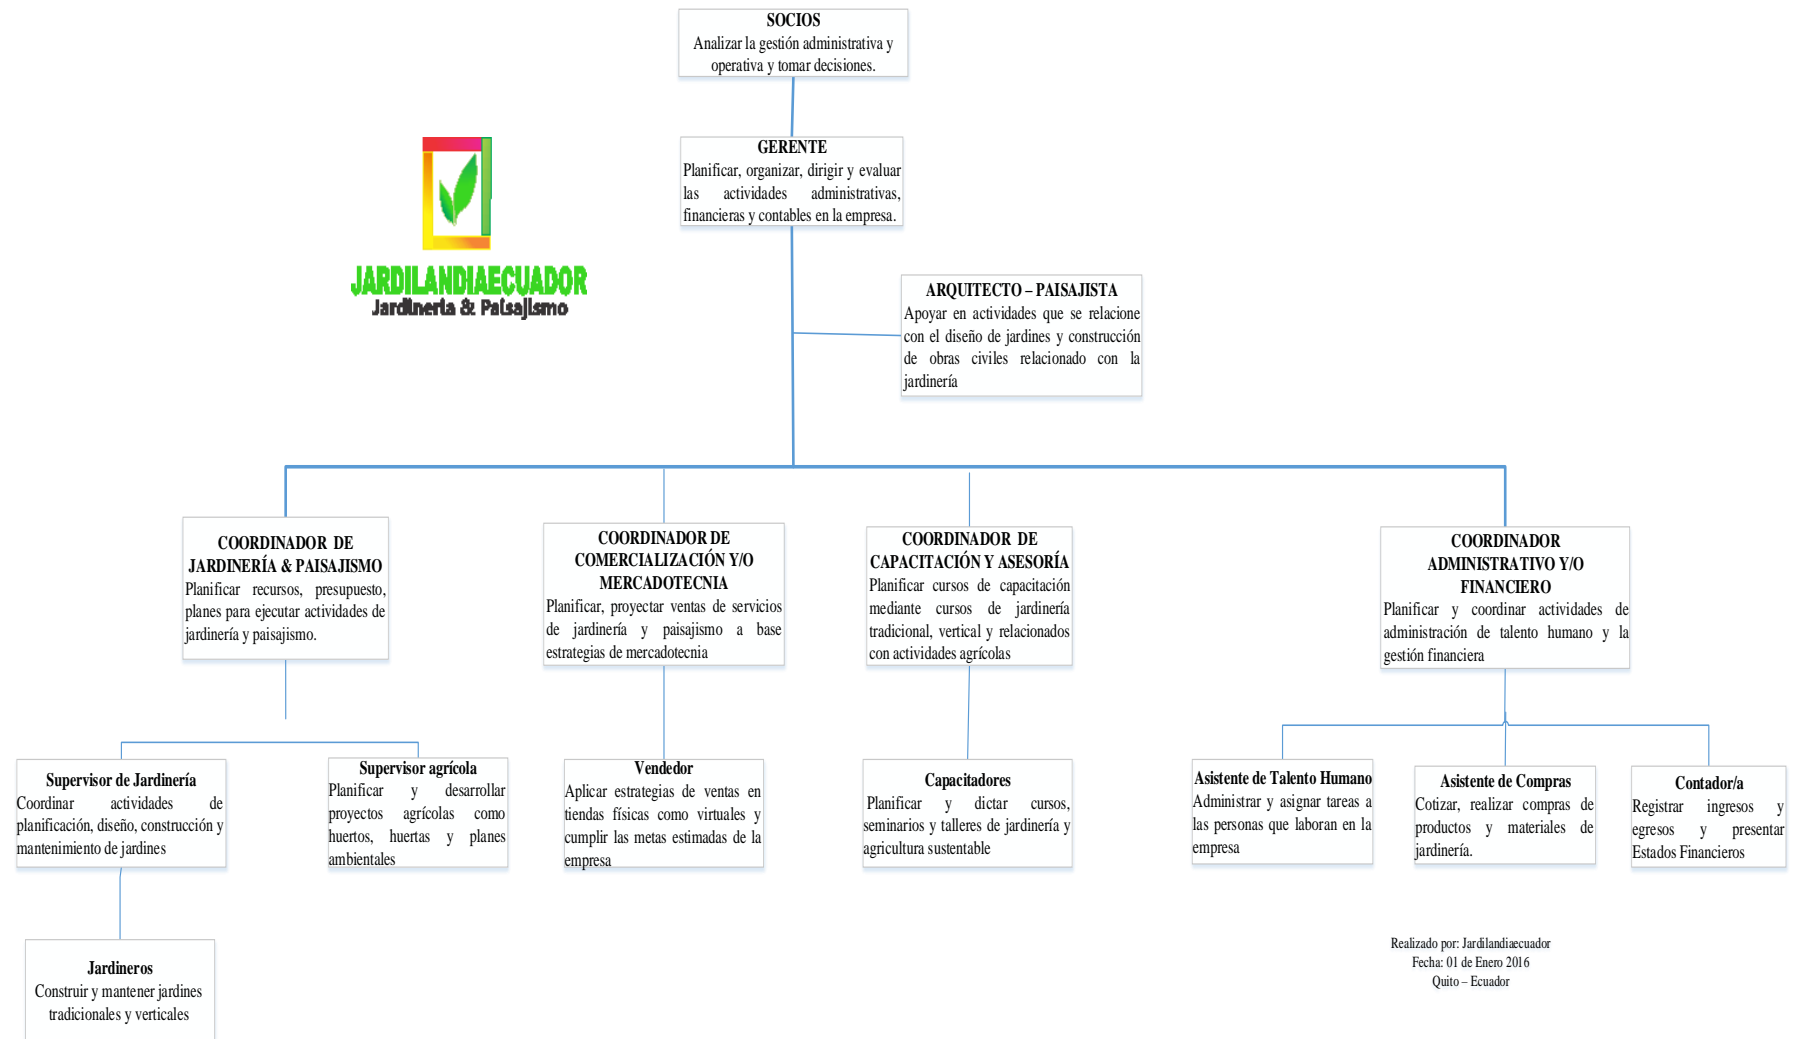 SOCIOS
Analizar la gestión administrativa y
operativa y tomar decisiones.
GERENTE
Planificar, organizar, dirigir y evaluar
las actividades administrativas,
financieras y contables en la empresa.
JARDILANDIAECUADOR
Jardineria & Paisajismo
ARQUITECTO – PAISAJISTA
Apoyar en actividades que se relacione
con el diseño de jardines y construcción
de obras civiles relacionado con la
jardinería
COORDINADOR DE
JARDINERÍA & PAISAJISMO
Planificar recursos, presupuesto,
planes para ejecutar actividades de
jardinería y paisajismo.
COORDINADOR DE
COMERCIALIZACIÓN Y/O
MERCADOTECNIA
Planificar, proyectar ventas de servicios
de jardinería y paisajismo a base
estrategias de mercadotecnia
COORDINADOR DE
CAPACITACIÓN Y ASESORÍA
Planificar cursos de capacitación
mediante cursos de jardinería
tradicional, vertical y relacionados
con actividades agrícolas
COORDINADOR
ADMINISTRATIVO Y/O
FINANCIERO
Planificar y coordinar actividades de
administración de talento humano y la
gestión financiera
Supervisor de Jardinería
Coordinar actividades de
planificación, diseño, construcción y
mantenimiento de jardines
Supervisor agrícola
Planificar y desarrollar
proyectos agrícolas como
huertos, huertas y planes
ambientales
Vendedor
Aplicar estrategias de ventas en
tiendas físicas como virtuales y
cumplir las metas estimadas de la
empresa
Capacitadores
Planificar y dictar cursos,
seminarios y talleres de jardinería y
agricultura sustentable
Asistente de Talento Humano
Administrar y asignar tareas a
las personas que laboran en la
empresa
Asistente de Compras
Cotizar, realizar compras de
productos y materiales de
jardinería.
Contador/a
Registrar ingresos y
egresos y presentar
Estados Financieros
Jardineros
Construir y mantener jardines
tradicionales y verticales
Realizado por: Jardilandiaecuador
Fecha: 01 de Enero 2016
Quito – Ecuador